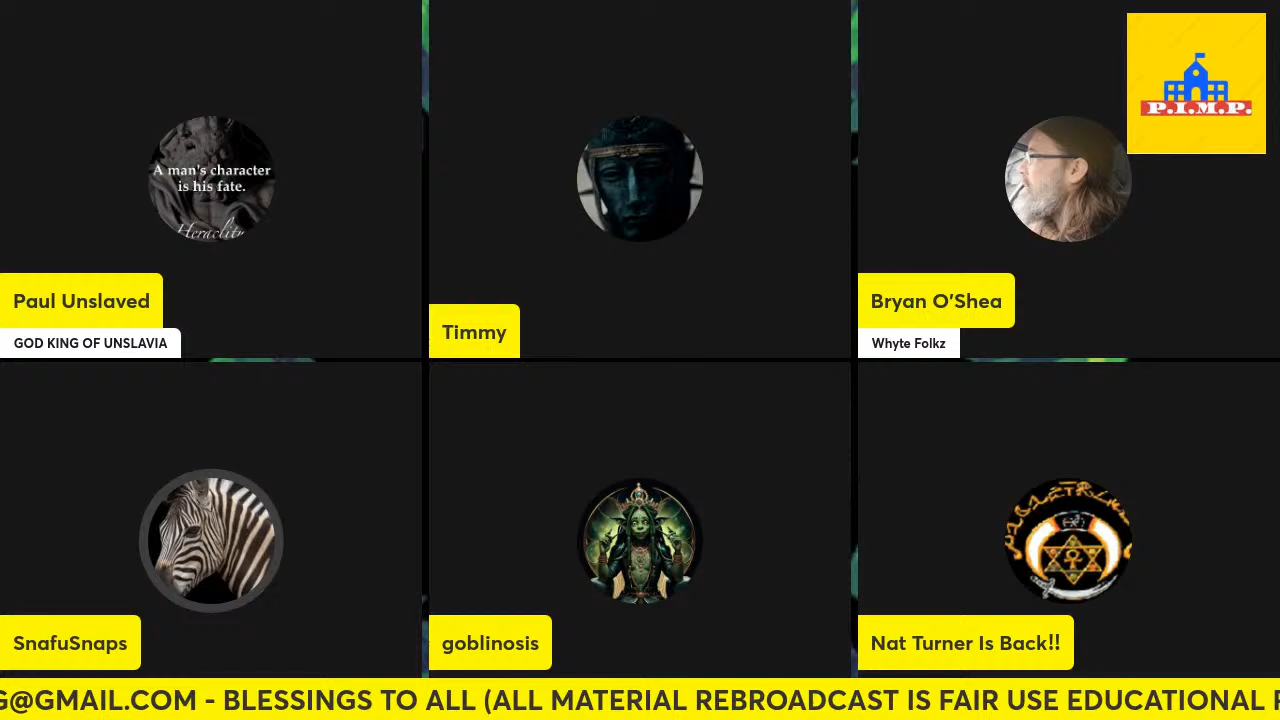 A man's character
is his fate.
P.I.M.P.
Paul Unslaved
GOD KING OF UNSLAVIA
Timmy
Bryan O'Shea
Whyte Folkz
SnafuSnaps
goblinosis
Nat Turner Is Back!!
G@GMAIL.COM - BLESSINGS TO ALL (ALL MATERIAL REBROADCAST IS FAIR USE EDUCATIONAL